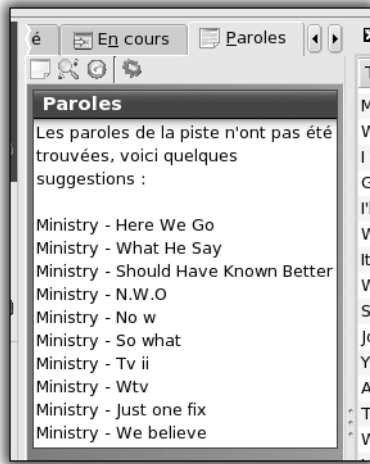 é
En cours
Paroles
Paroles
Les paroles de la piste n'ont pas été
trouvées, voici quelques
suggestions :
Ministry - Here We Go
Ministry - What He Say
Ministry - Should Have Known Better
Ministry - N.W.O
Ministry - No w
Ministry - So what
Ministry - Tv ii
Ministry - Wtv
Ministry - Just one fix
Ministry - We believe